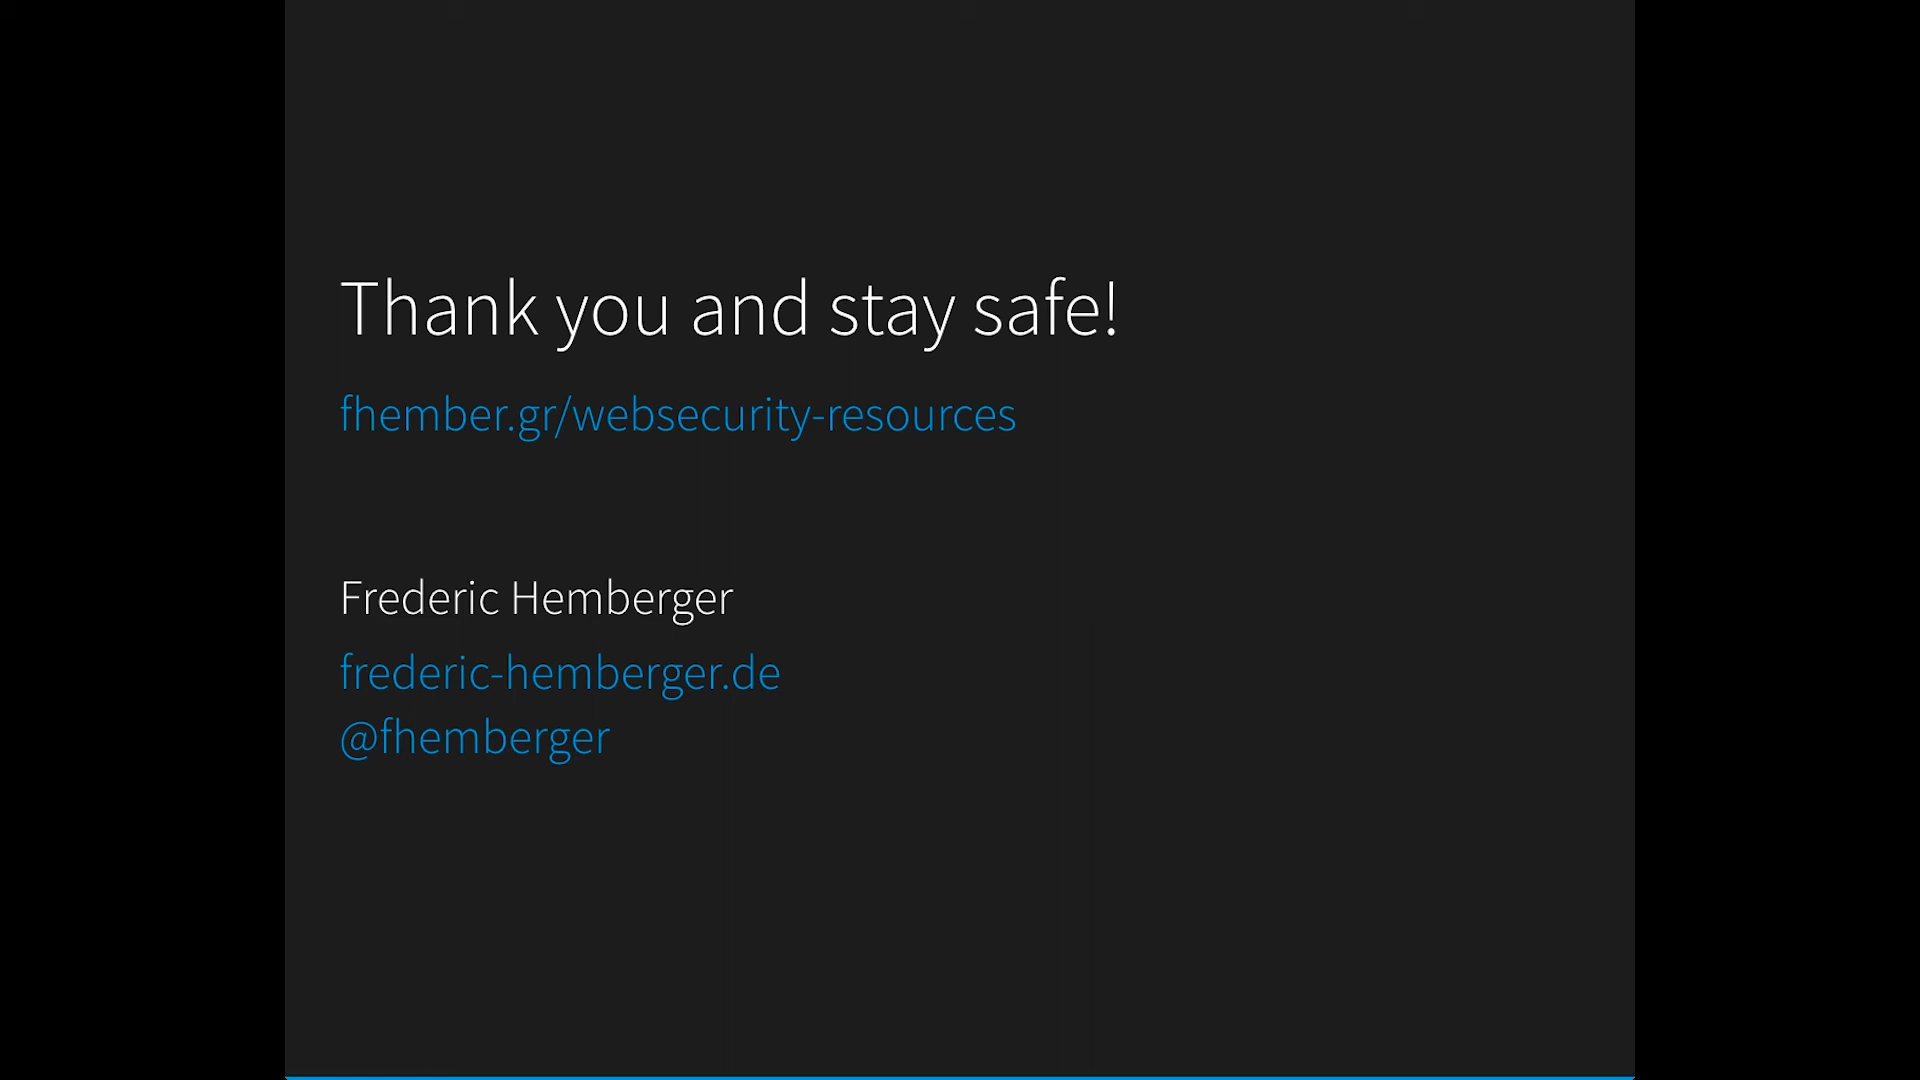 Thank you and stay safe!
fhember.gr/websecurity-resources
Frederic Hemberger
frederic-hemberger.de
@fhemberger